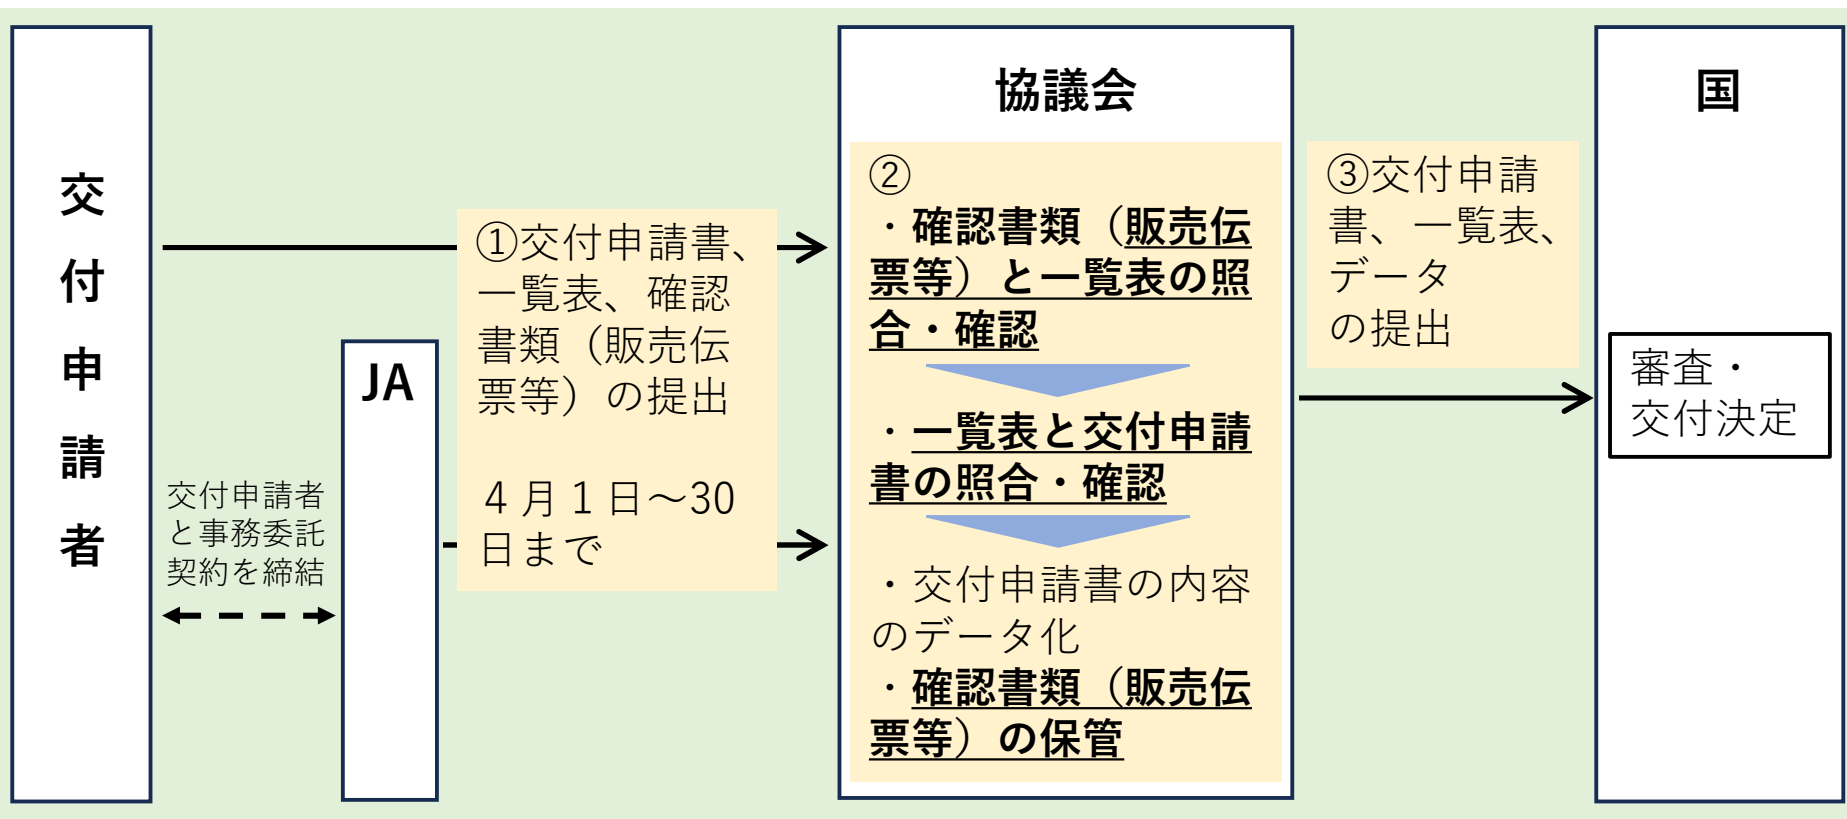 交
付
申
請
者
交付申請者
と事務委託
契約を締結
JA
①交付申請書、
一覧表、確認
書類（販売伝
票等）の提出
４月１日～30
日まで
協議会
②
・確認書類（販売伝
票等）と一覧表の照
合・確認
・一覧表と交付申請
書の照合・確認
・交付申請書の内容
のデータ化
・確認書類（販売伝
票等）の保管
③交付申請
書、一覧表、
データ
の提出
国
審査・
交付決定